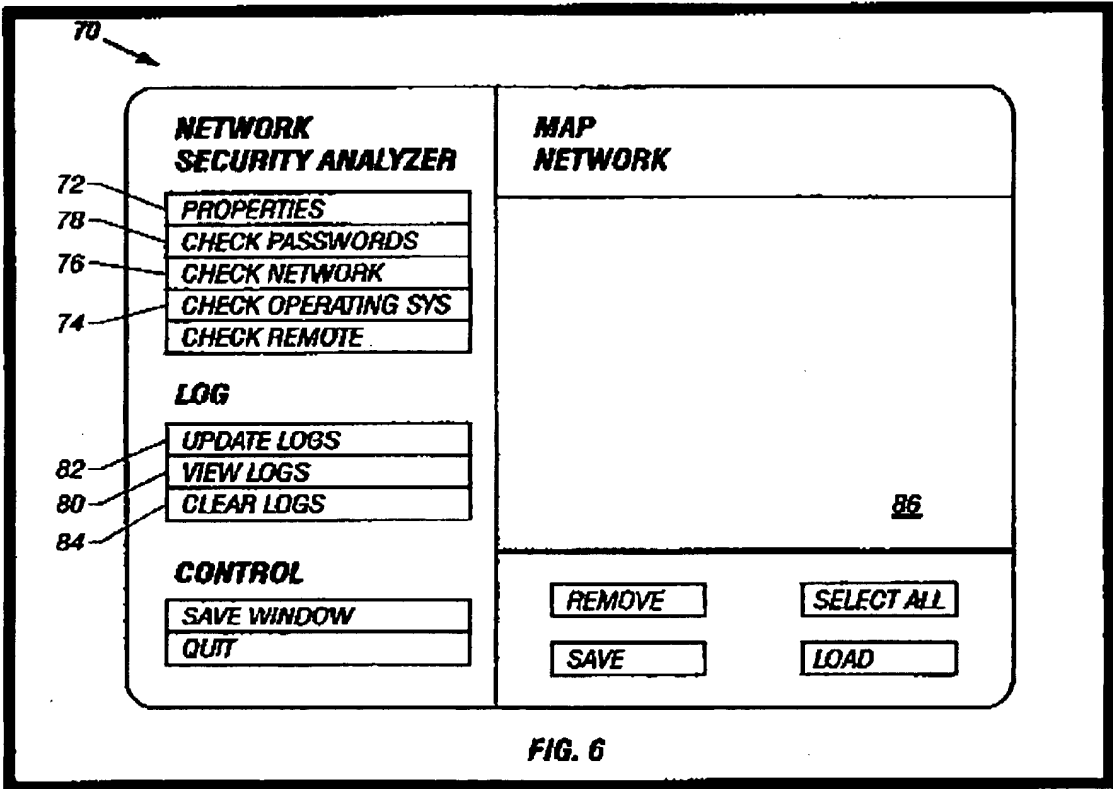 70
NETWORK
SECURITY ANALYZER
72
PROPERTIES
78
CHECK PASSWORDS
76
CHECK NETWORK
74
CHECK OPERATING SYS
CHECK REMOTE
LOG
82
UPDATE LOGS
80
VIEW LOGS
84
CLEAR LOGS
CONTROL
SAVE WINDOW
QUIT
MAP
NETWORK
86
REMOVE
SELECT ALL
SAVE
LOAD
FIG. 6